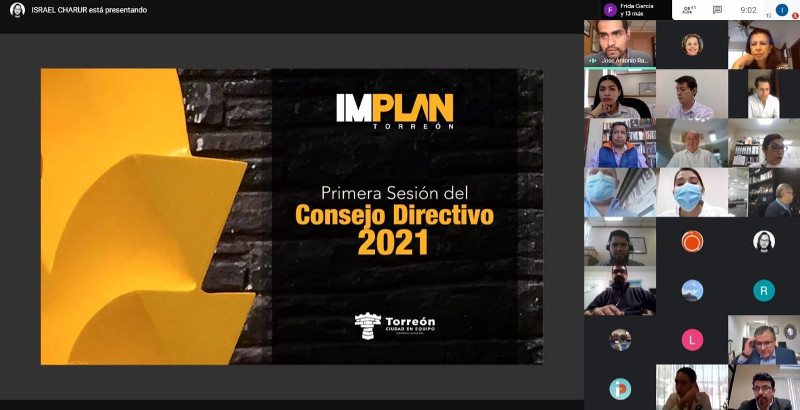 ISRAEL CHARUR está presentando
Frida García
y 13 más
9:02
Jose Antonio Ra...
IMPLAN
TORREÓN
Primera Sesión del
Consejo Directivo
2021
Torreón
CIUDAD EN EQUIPO
R
L